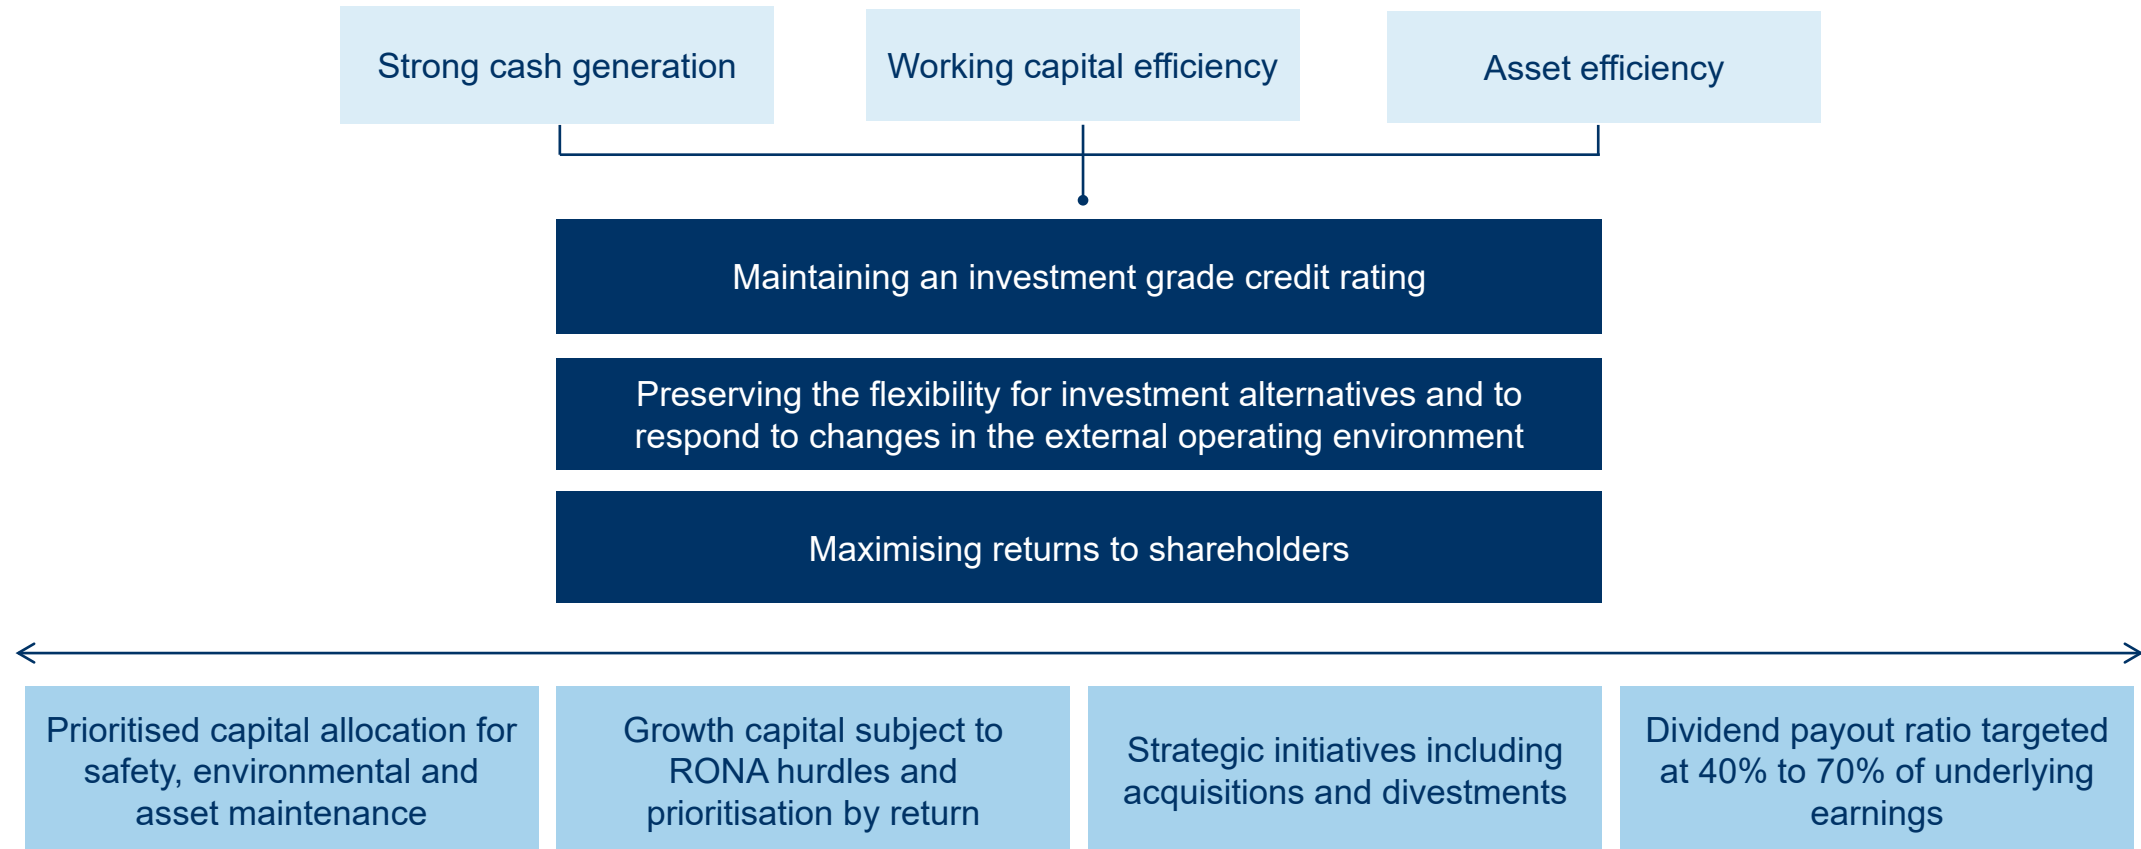 Strong cash generation
Working capital efficiency
Asset efficiency
Maintaining an investment grade credit rating
Preserving the flexibility for investment alternatives and to
respond to changes in the external operating environment
Maximising returns to shareholders
Prioritised capital allocation for
safety, environmental and
asset maintenance
Growth capital subject to
RONA hurdles and
prioritisation by return
Strategic initiatives including
acquisitions and divestments
Dividend payout ratio targeted
at 40% to 70% of underlying
earnings